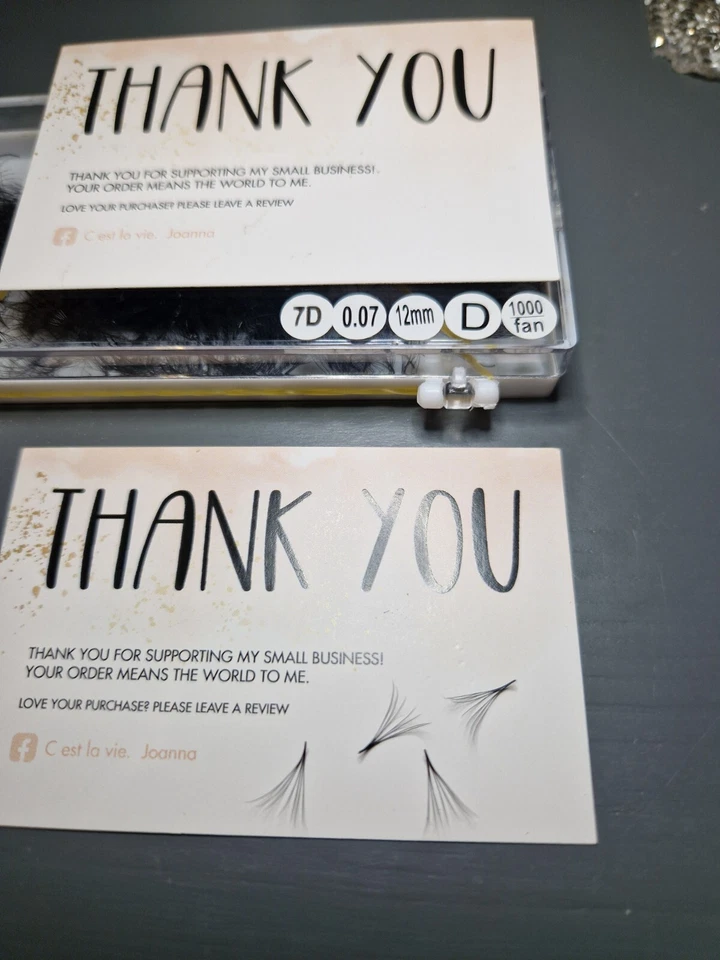 THANK YOU
THANK YOU FOR SUPPORTING MY SMALL BUSINESS!
YOUR ORDER MEANS THE WORLD TO ME.
LOVE YOUR PURCHASE? PLEASE LEAVE A REVIEW
f C est la vie. Joanna
7D 0.07 12mm D 1000
fan
THANK YOU
THANK YOU FOR SUPPORTING MY SMALL BUSINESS!
YOUR ORDER MEANS THE WORLD TO ME.
LOVE YOUR PURCHASE? PLEASE LEAVE A REVIEW
f C est la vie. Joanna